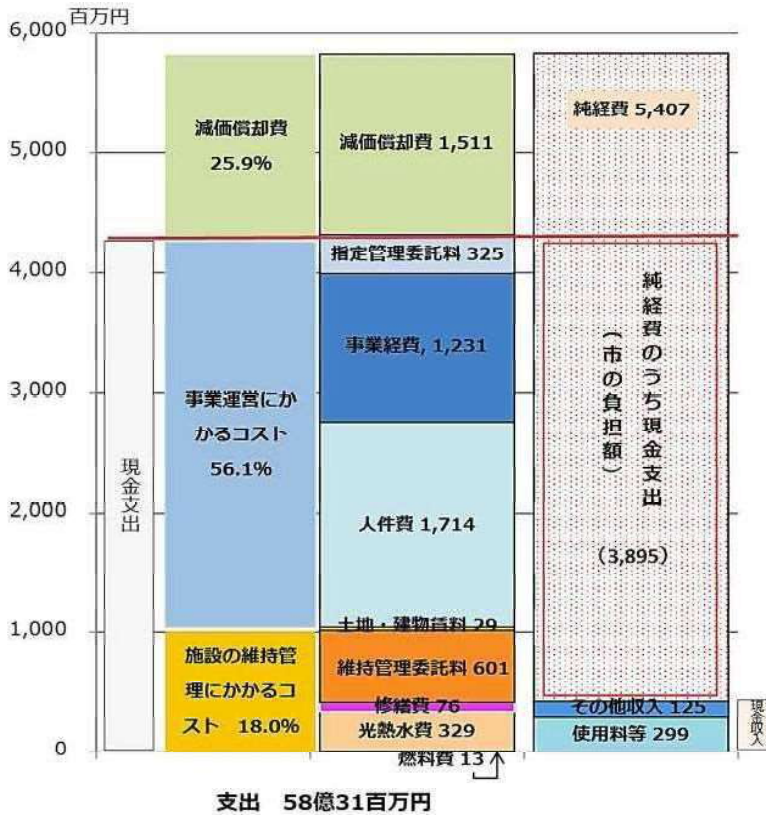 百万円
6,000
5,000
4,000
3,000
2,000
1,000
0
現金支出
減価償却費
25.9%
事業運営にか
かるコスト
56.1%
施設の維持管
理にかかるコ
スト 18.0%
減価償却費 1,511
指定管理委託料 325
事業経費, 1,231
人件費 1,714
土地・建物賃料 29
維持管理委託料 601
修繕費 76
光熱水費 329
燃料費 13
純経費 5,407
純経費のうち現金支出
(市の負担額)
(3,895)
その他収入 125
使用料等 299
現金収入
支出 58億31百万円